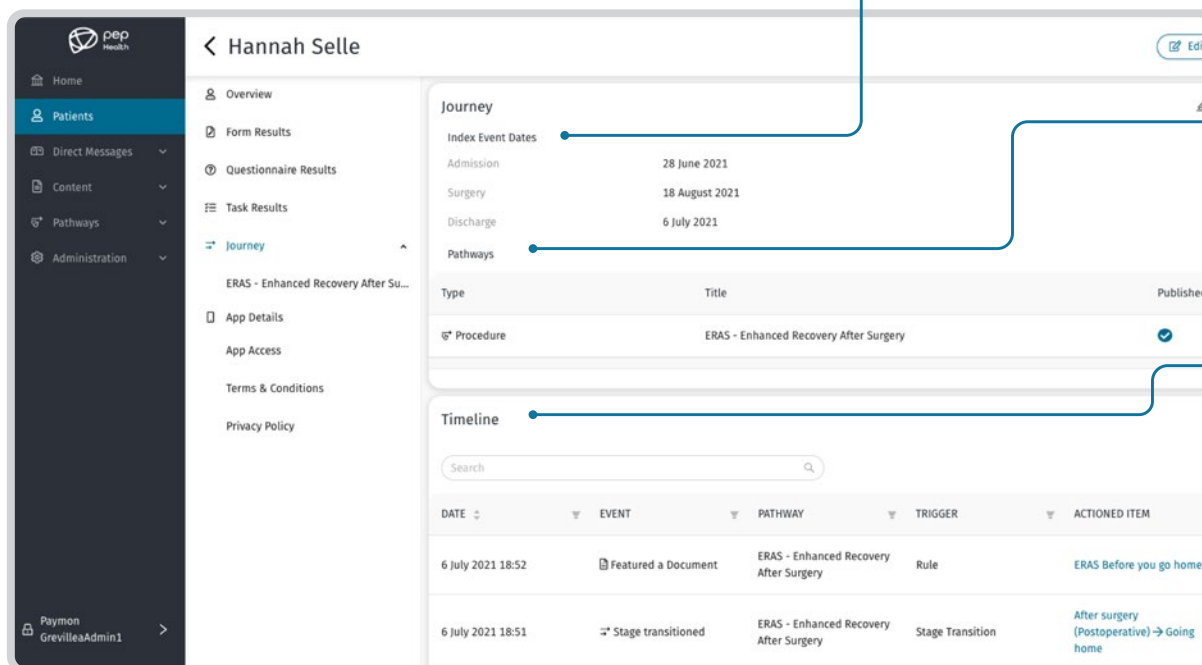 pep
Health
Home
Patients
Direct Messages
Content
Pathways
Administration
Paymon
GrevilleaAdmin1
Hannah Selle
Edi
Overview
Form Results
Questionnaire Results
Task Results
Journey
ERAS - Enhanced Recovery After Su...
App Details
App Access
Terms & Conditions
Privacy Policy
Journey
Index Event Dates
Admission 28 June 2021
Surgery 18 August 2021
Discharge 6 July 2021
Pathways
Type Title Published
Procedure ERAS - Enhanced Recovery After Surgery
Timeline
Search
DATE EVENT PATHWAY TRIGGER ACTIONED ITEM
6 July 2021 18:52 Featured a Document ERAS - Enhanced Recovery After Surgery Rule ERAS Before you go home
6 July 2021 18:51 Stage transitioned ERAS - Enhanced Recovery After Surgery Stage Transition After surgery (Postoperative) → Going home